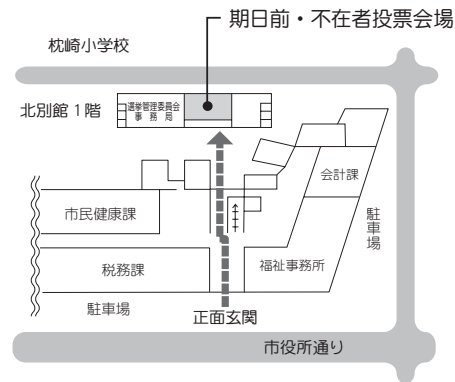 期日前・不在者投票会場
枕崎小学校
北別館1階
選挙管理委員会
事務局
会計課
市民健康課
駐車場
税務課
福祉事務所
駐車場
正面玄関
市役所通り